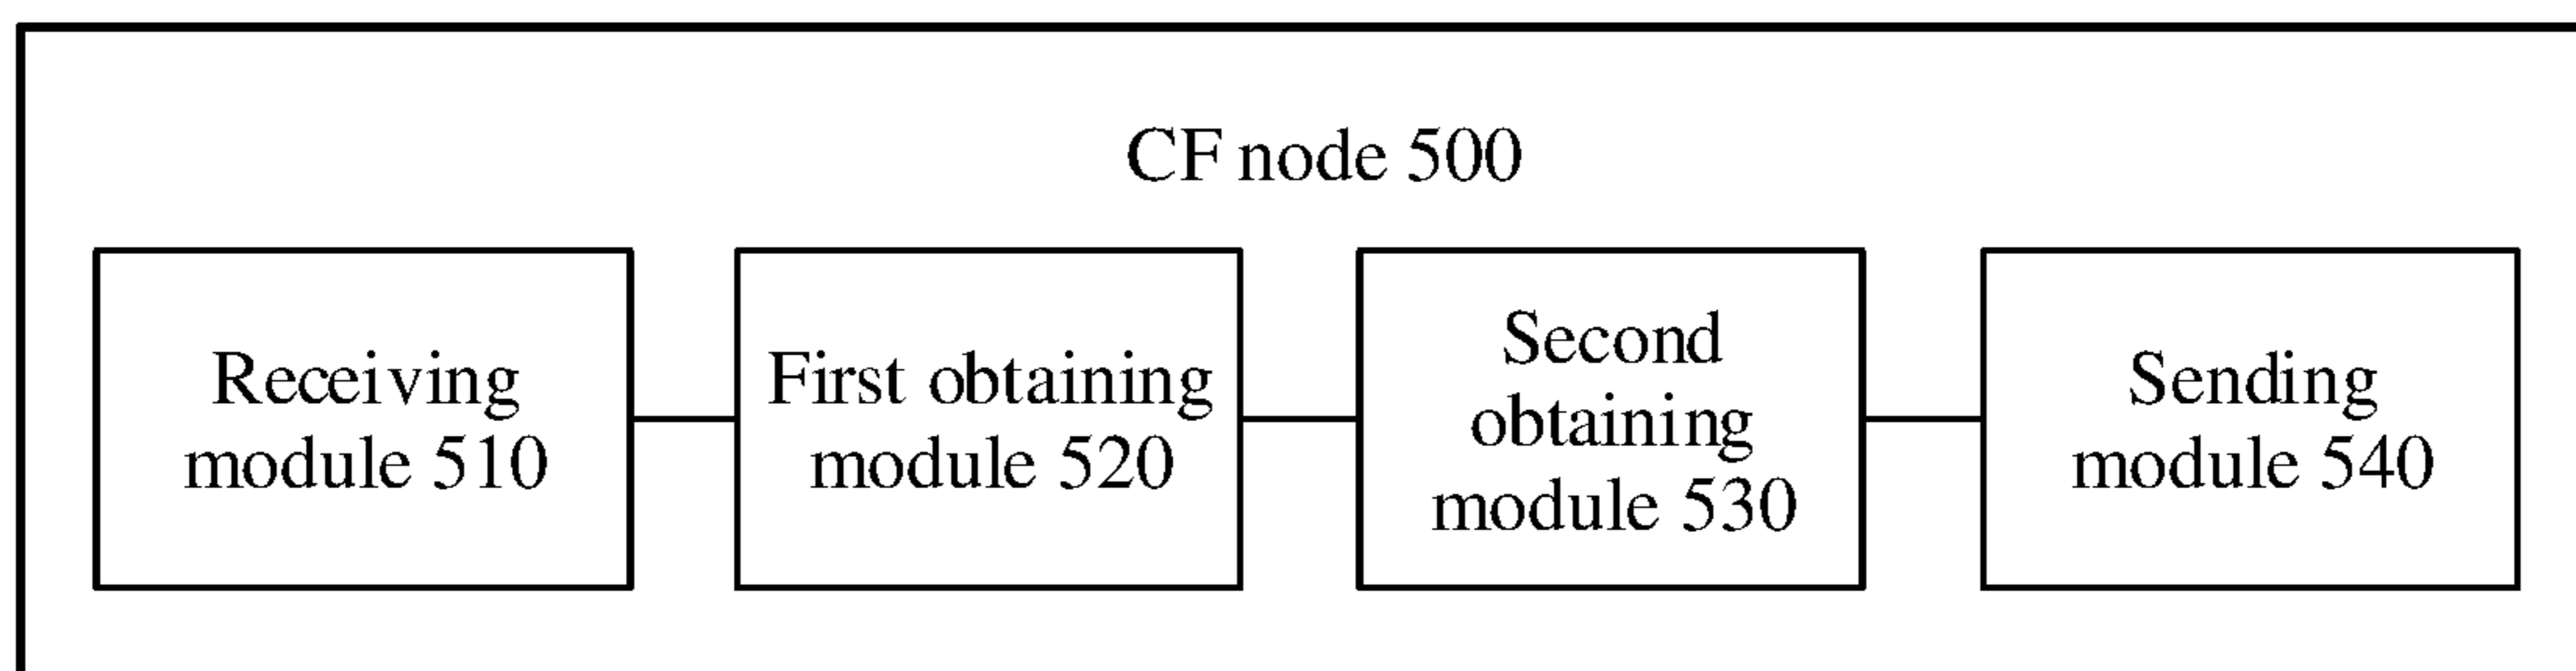 CF node 500
Receiving
module 510
First obtaining
module 520
Second
obtaining
module 530
Sending
module 540